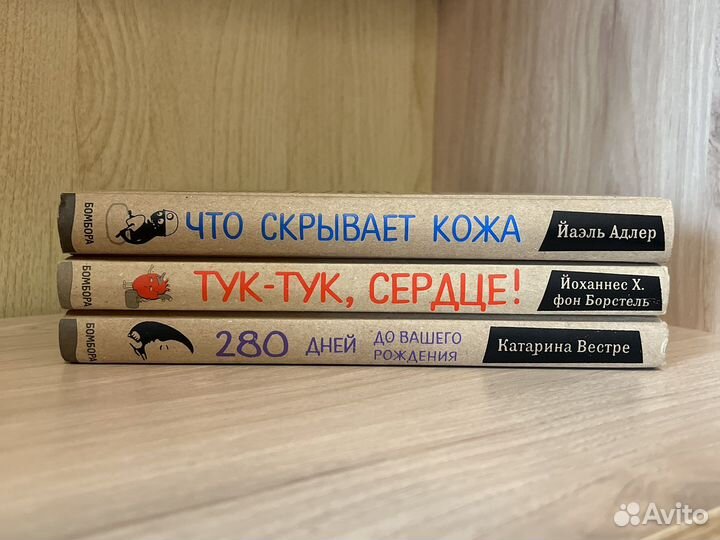 БОМБОРА
ЧТО СКРЫВАЕТ КОЖА
Йаэль Адлер
БОМБОРА
ТУК-ТУК, СЕРДЦЕ!
Йоханнес Х.
фон Борстель
БОМБОРА
280 ДНЕЙ
ДО ВАШЕГО
РОЖДЕНИЯ
Катарина Вестре
Avito